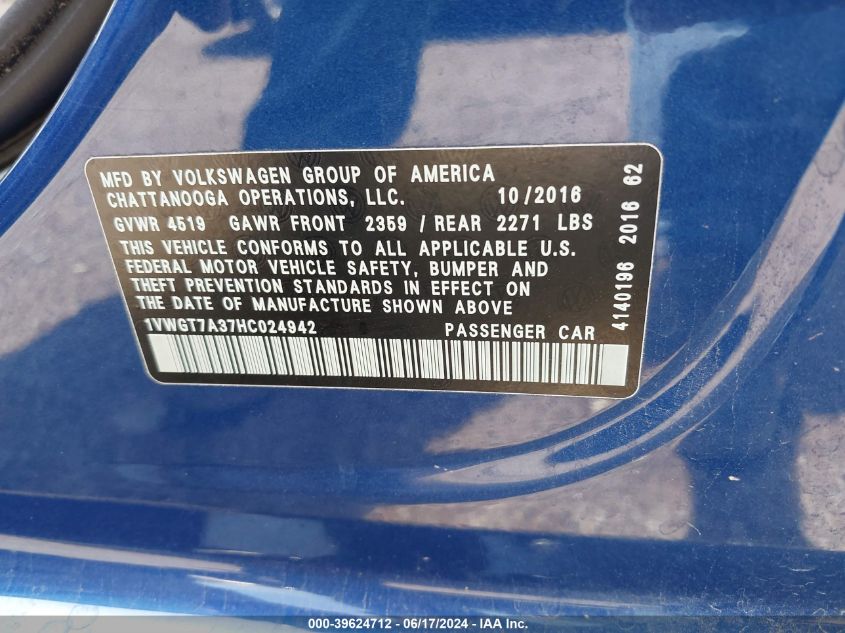 MFD BY VOLKSWAGEN GROUP OF AMERICA
CHATTANOOGA OPERATIONS, LLC. 10/2016
GVWR 4519 GAWR FRONT 2359 / REAR 2271 LBS
THIS VEHICLE CONFORMS TO ALL APPLICABLE U.S.
FEDERAL MOTOR VEHICLE SAFETY, BUMPER AND
THEFT PREVENTION STANDARDS IN EFFECT ON
THE DATE OF MANUFACTURE SHOWN ABOVE
1VWGT7A37HC024942 PASSENGER CAR
4140196 2016 62
000-39624712 - 06/17/2024 - IAA Inc.